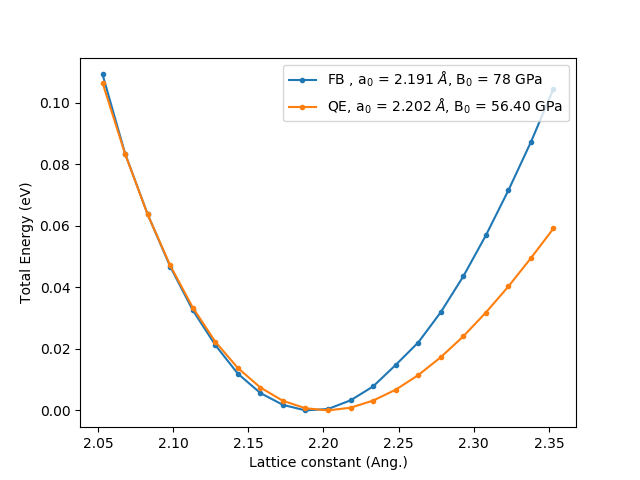 FB , a₀ = 2.191 Å, B₀ = 78 GPa
QE, a₀ = 2.202 Å, B₀ = 56.40 GPa
Total Energy (eV)
0.10
0.08
0.06
0.04
0.02
0.00
2.05 2.10 2.15 2.20 2.25 2.30 2.35
Lattice constant (Ang.)